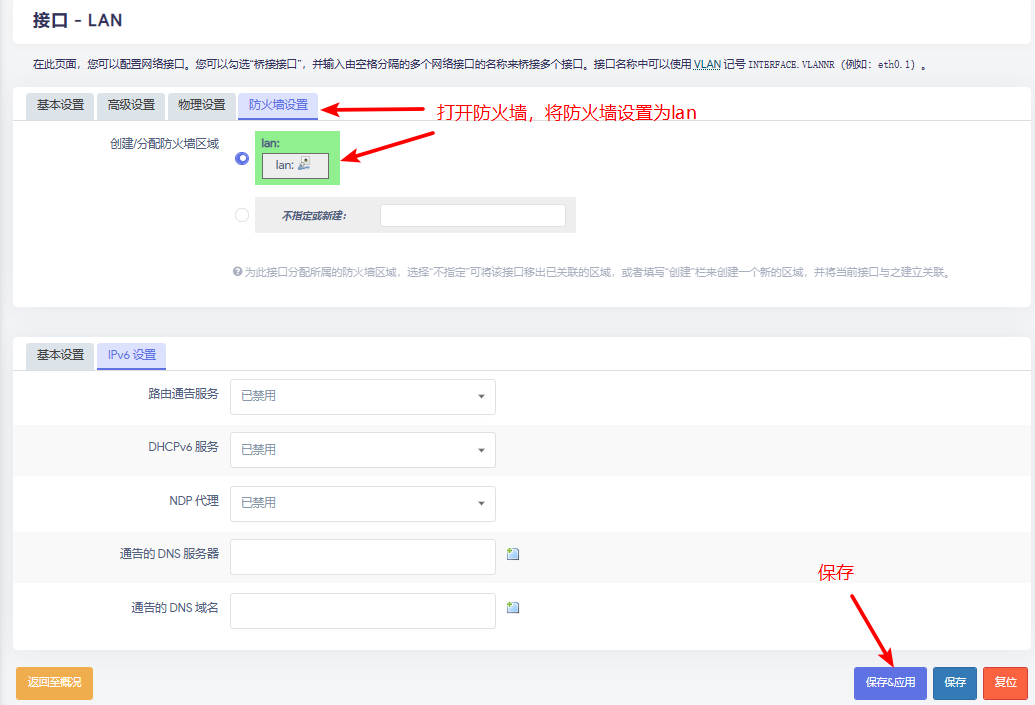 接口 - LAN
在此页面，您可以配置网络接口。您可以勾选“桥接接口”，并输入由空格分隔的多个网络接口的名称来桥接多个接口。接口名称中可以使用 VLAN 记号 INTERFACE.VLANNR（例如：eth0.1）。
基本设置 高级设置 物理设置 防火墙设置
打开防火墙，将防火墙设置为lan
创建/分配防火墙区域
lan:
lan:
不指定或新建：
为此接口分配所属的防火墙区域，选择“不指定”可将该接口移出已关联的区域，或者填写“创建”栏来创建一个新的区域，并将当前接口与之建立关联。
基本设置 IPv6 设置
路由通告服务 已禁用
DHCPv6 服务 已禁用
NDP 代理 已禁用
通告的 DNS 服务器
保存
通告的 DNS 域名
返回至概况 保存&应用 保存 复位